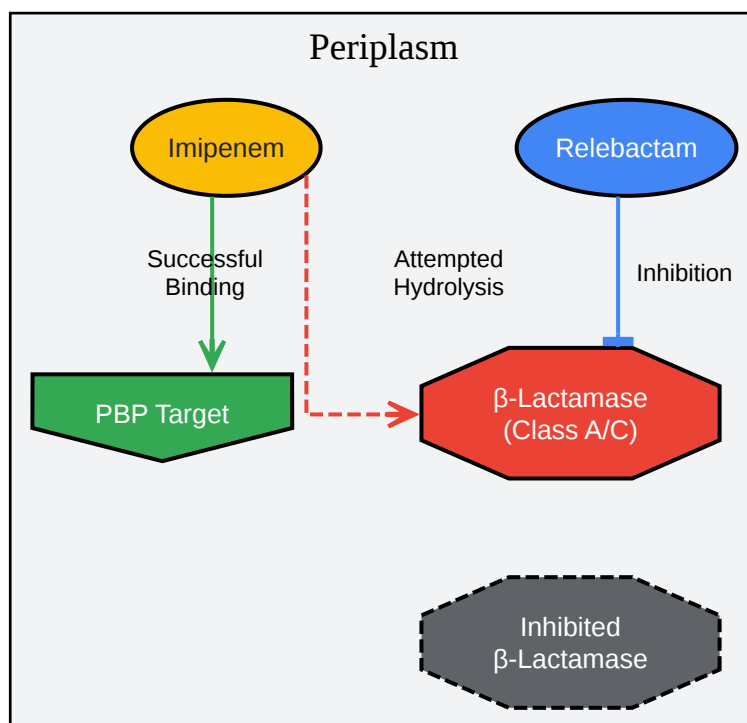 Periplasm
Imipenem
Relebactam
Successful
Binding
Attempted
Hydrolysis
Inhibition
PBP Target
β-Lactamase
(Class A/C)
Inhibited
β-Lactamase